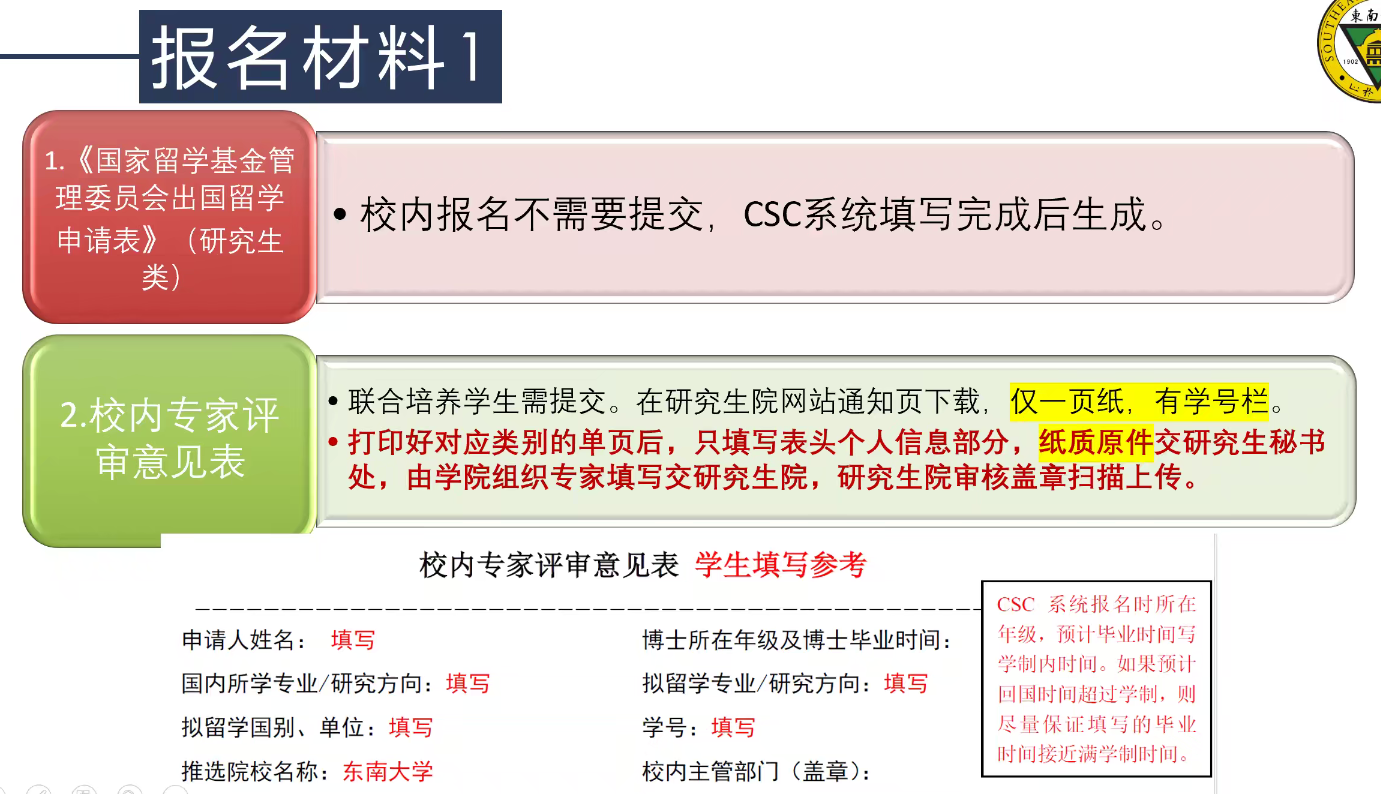 报名材料1
東南
SOUTHEA
1902
1.《国家留学基金管
理委员会出国留学
申请表》（研究生
类）
• 校内报名不需要提交，CSC系统填写完成后生成。
2.校内专家评
审意见表
• 联合培养学生需提交。在研究生院网站通知页下载，仅一页纸，有学号栏。
• 打印好对应类别的单页后，只填写表头个人信息部分，纸质原件交研究生秘书
处，由学院组织专家填写交研究生院，研究生院审核盖章扫描上传。
校内专家评审意见表 学生填写参考
申请人姓名： 填写
博士所在年级及博士毕业时间：
国内所学专业/研究方向：填写
拟留学专业/研究方向：填写
拟留学国别、单位：填写
学号：填写
推选院校名称：东南大学
校内主管部门（盖章）：
CSC 系统报名时所在
年级，预计毕业时间写
学制内时间。如果预计
回国时间超过学制，则
尽量保证填写的毕业
时间接近满学制时间。